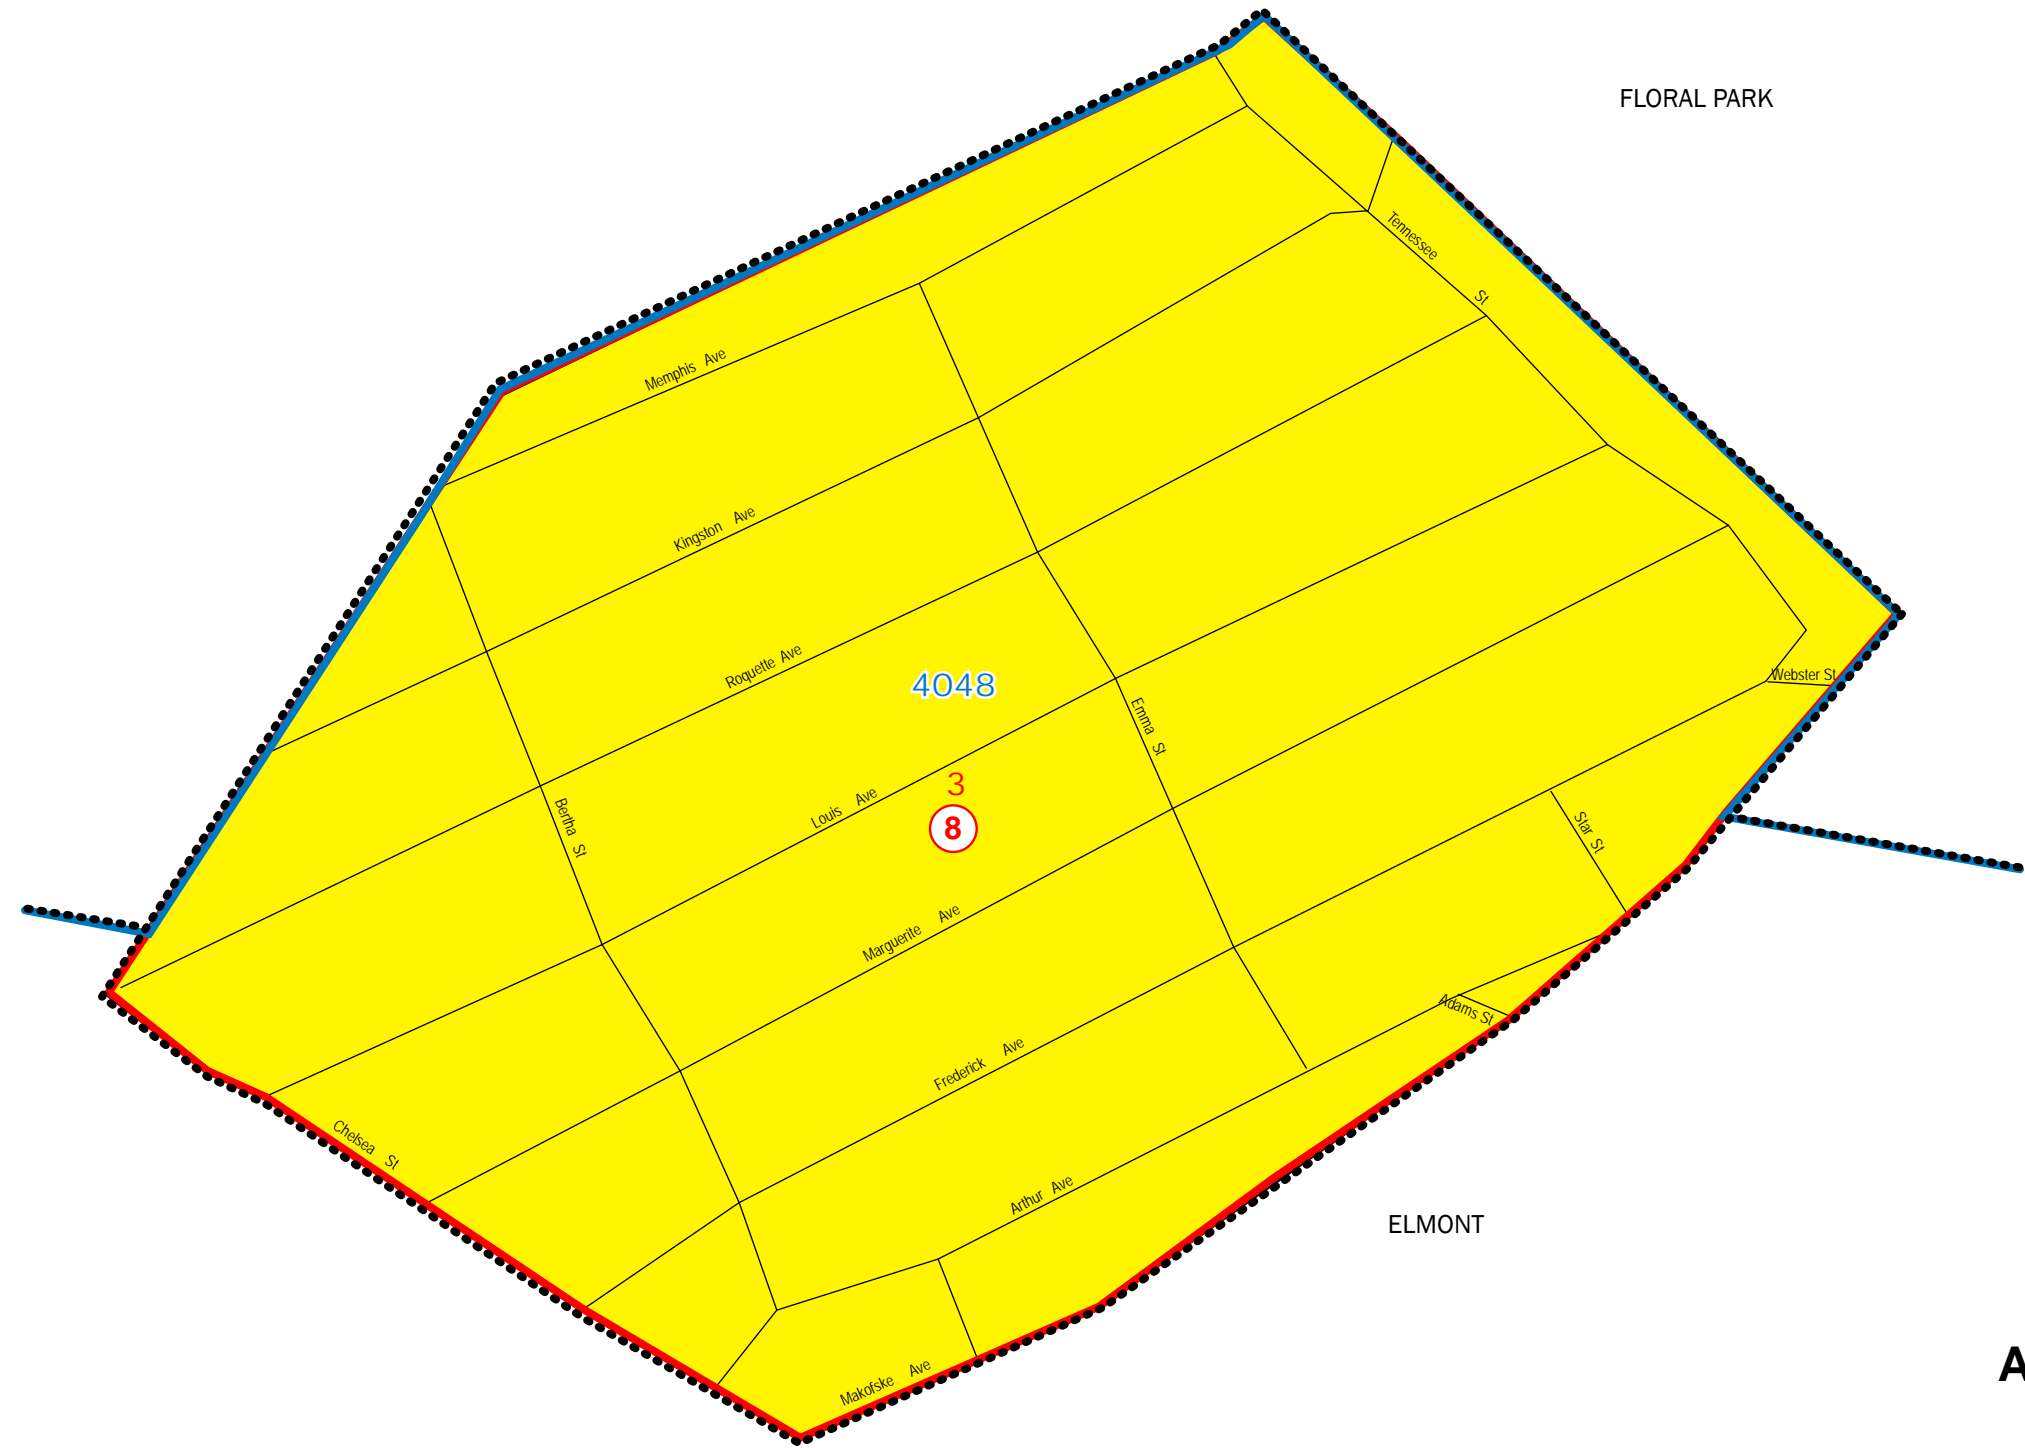 FLORAL PARK
Tennessee St
Memphis Ave
Kingston Ave
Roquette Ave
4048
Webster St
Emma St
3
8
Louis Ave
Bertha St
Star St
Marguerite Ave
Adams St
Frederick Ave
Chelsea St
Arthur Ave
ELMONT
Makofske Ave
A